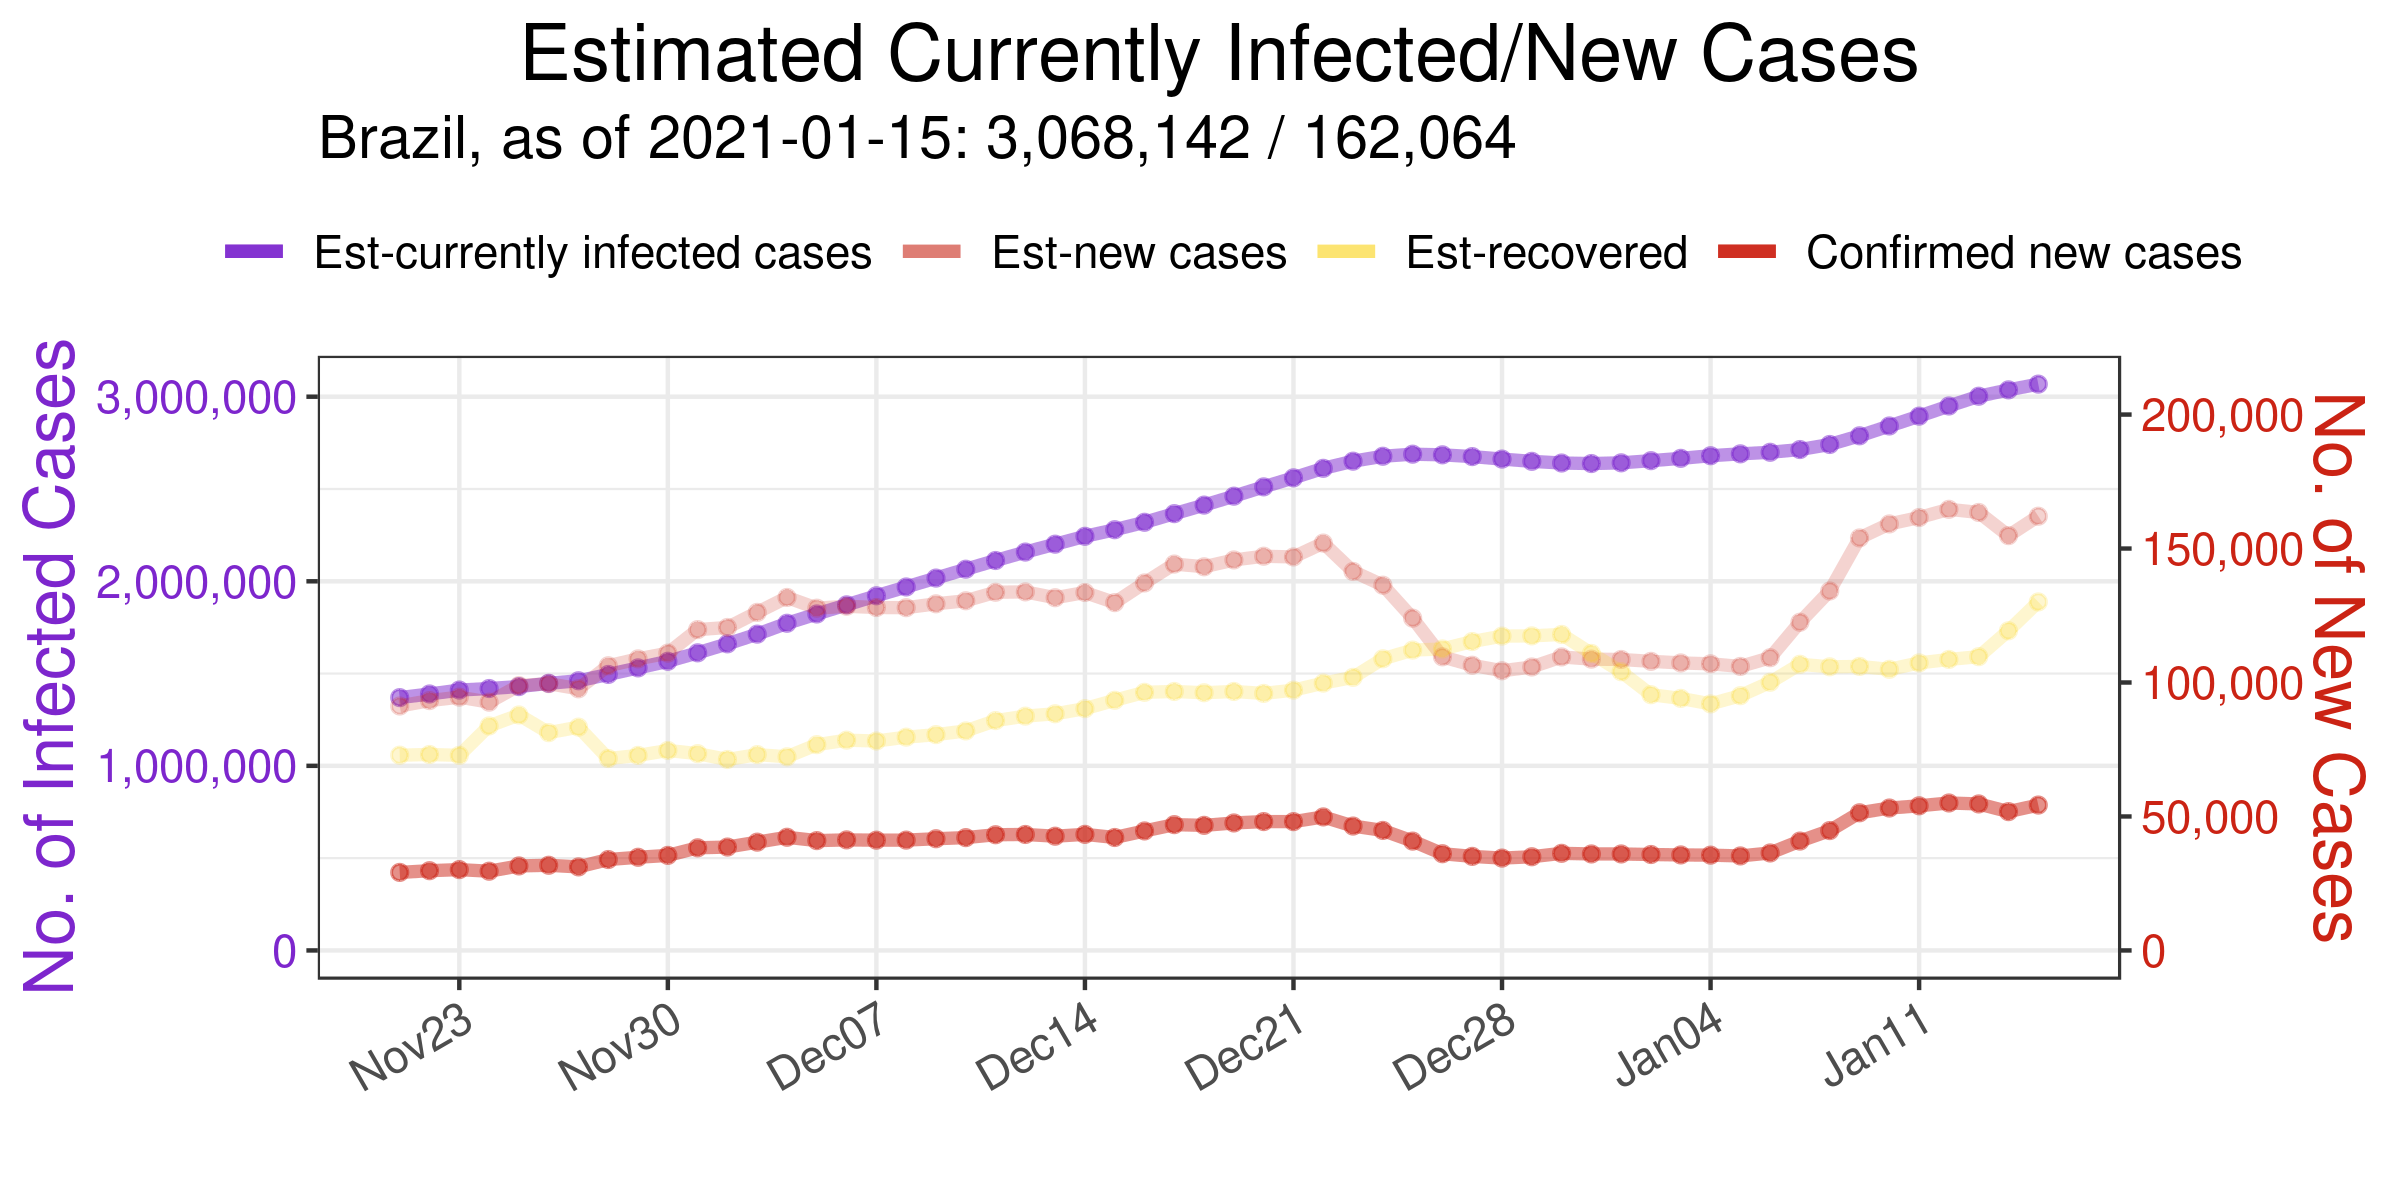 Estimated Currently Infected/New Cases
Brazil, as of 2021-01-15: 3,068,142 / 162,064
Est-currently infected cases Est-new cases Est-recovered Confirmed new cases
No. of Infected Cases
3,000,000
2,000,000
1,000,000
0
200,000
150,000
100,000
50,000
0
No. of New Cases
Nov23 Nov30 Dec07 Dec14 Dec21 Dec28 Jan04 Jan11